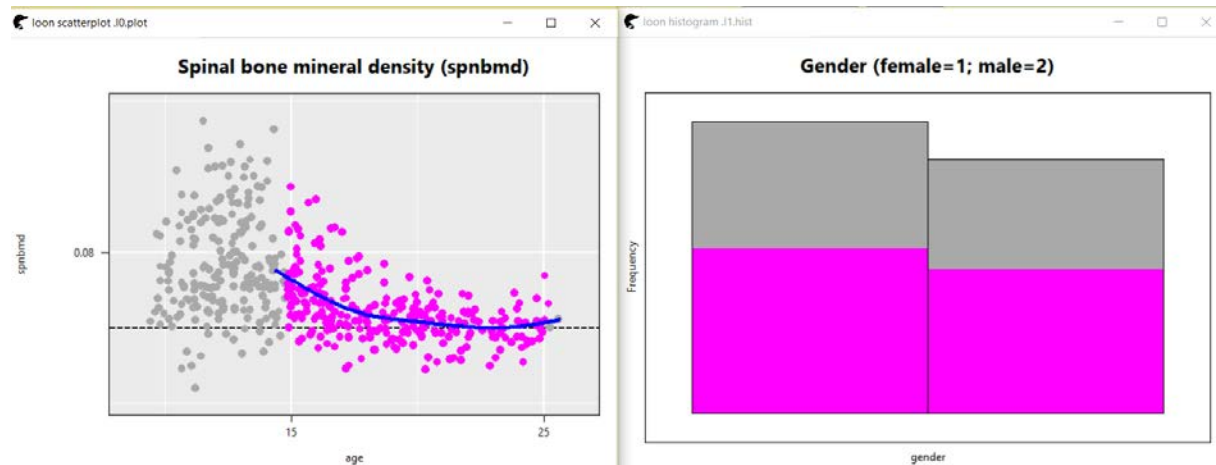 loon scatterplot .l0.plot
Spinal bone mineral density (spnbmd)
spnbmd
0.08
15
25
age
loon histogram .l1.hist
Gender (female=1; male=2)
Frequency
gender